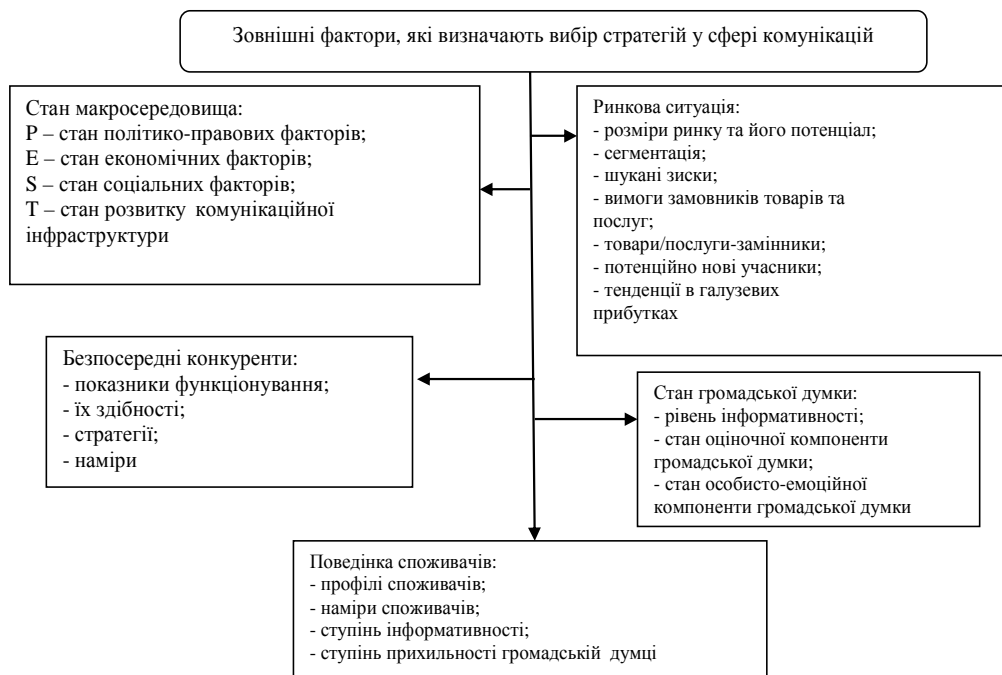 Зовнішні фактори, які визначають вибір стратегій у сфері комунікацій
Стан макросередовища:
P – стан політико-правових факторів;
E – стан економічних факторів;
S – стан соціальних факторів;
T – стан розвитку комунікаційної
інфраструктури
Ринкова ситуація:
- розміри ринку та його потенціал;
- сегментація;
- шукані зиски;
- вимоги замовників товарів та
послуг;
- товари/послуги-замінники;
- потенційно нові учасники;
- тенденції в галузевих
прибутках
Безпосередні конкуренти:
- показники функціонування;
- їх здібності;
- стратегії;
- наміри
Стан громадської думки:
- рівень інформативності;
- стан оціночної компоненти
громадської думки;
- стан особисто-емоційної
компоненти громадської думки
Поведінка споживачів:
- профілі споживачів;
- наміри споживачів;
- ступінь інформативності;
- ступінь прихильності громадській думці